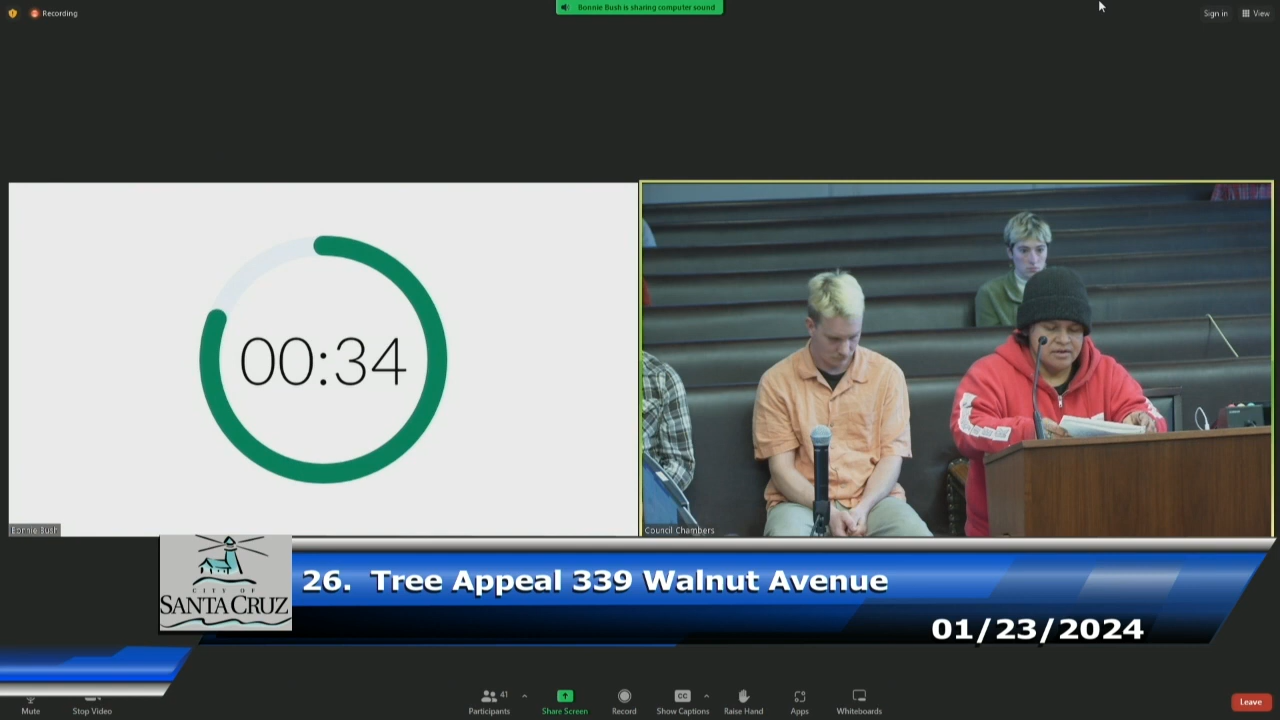 Recording
Bonnie Bush is sharing computer sound
Sign in
View
00:34
Bonnie Bush
Council Chambers
CITY OF
SANTA CRUZ
26. Tree Appeal 339 Walnut Avenue
01/23/2024
Mute
Stop Video
Participants
41
Share Screen
Record
CC
Show Captions
Raise Hand
Apps
Whiteboards
Leave